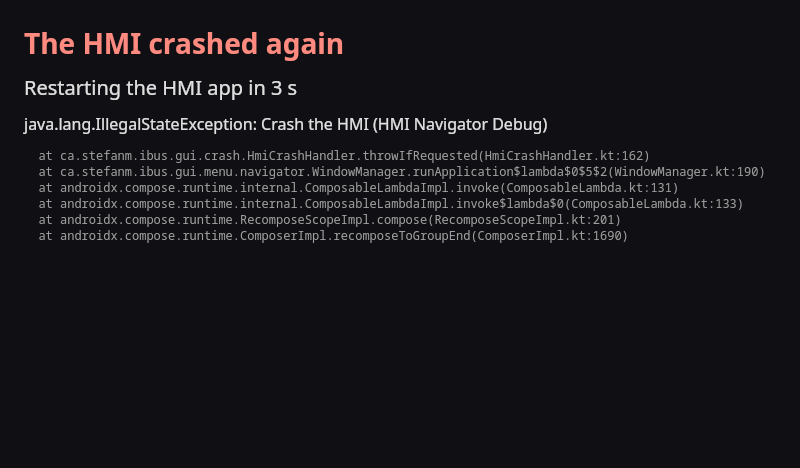 The HMI crashed again
Restarting the HMI app in 3 s
java.lang.IllegalStateException: Crash the HMI (HMI Navigator Debug)
at ca.stefanm.ibus.gui.crash.HmiCrashHandler.throwIfRequested(HmiCrashHandler.kt:162)
at ca.stefanm.ibus.gui.menu.navigator.WindowManager.runApplication$lambda$0$5$2(WindowManager.kt:190)
at androidx.compose.runtime.internal.ComposableLambdaImpl.invoke(ComposableLambda.kt:131)
at androidx.compose.runtime.internal.ComposableLambdaImpl.invoke$lambda$0(ComposableLambda.kt:133)
at androidx.compose.runtime.RecomposeScopeImpl.compose(RecomposeScopeImpl.kt:201)
at androidx.compose.runtime.ComposerImpl.recomposeToGroupEnd(ComposerImpl.kt:1690)